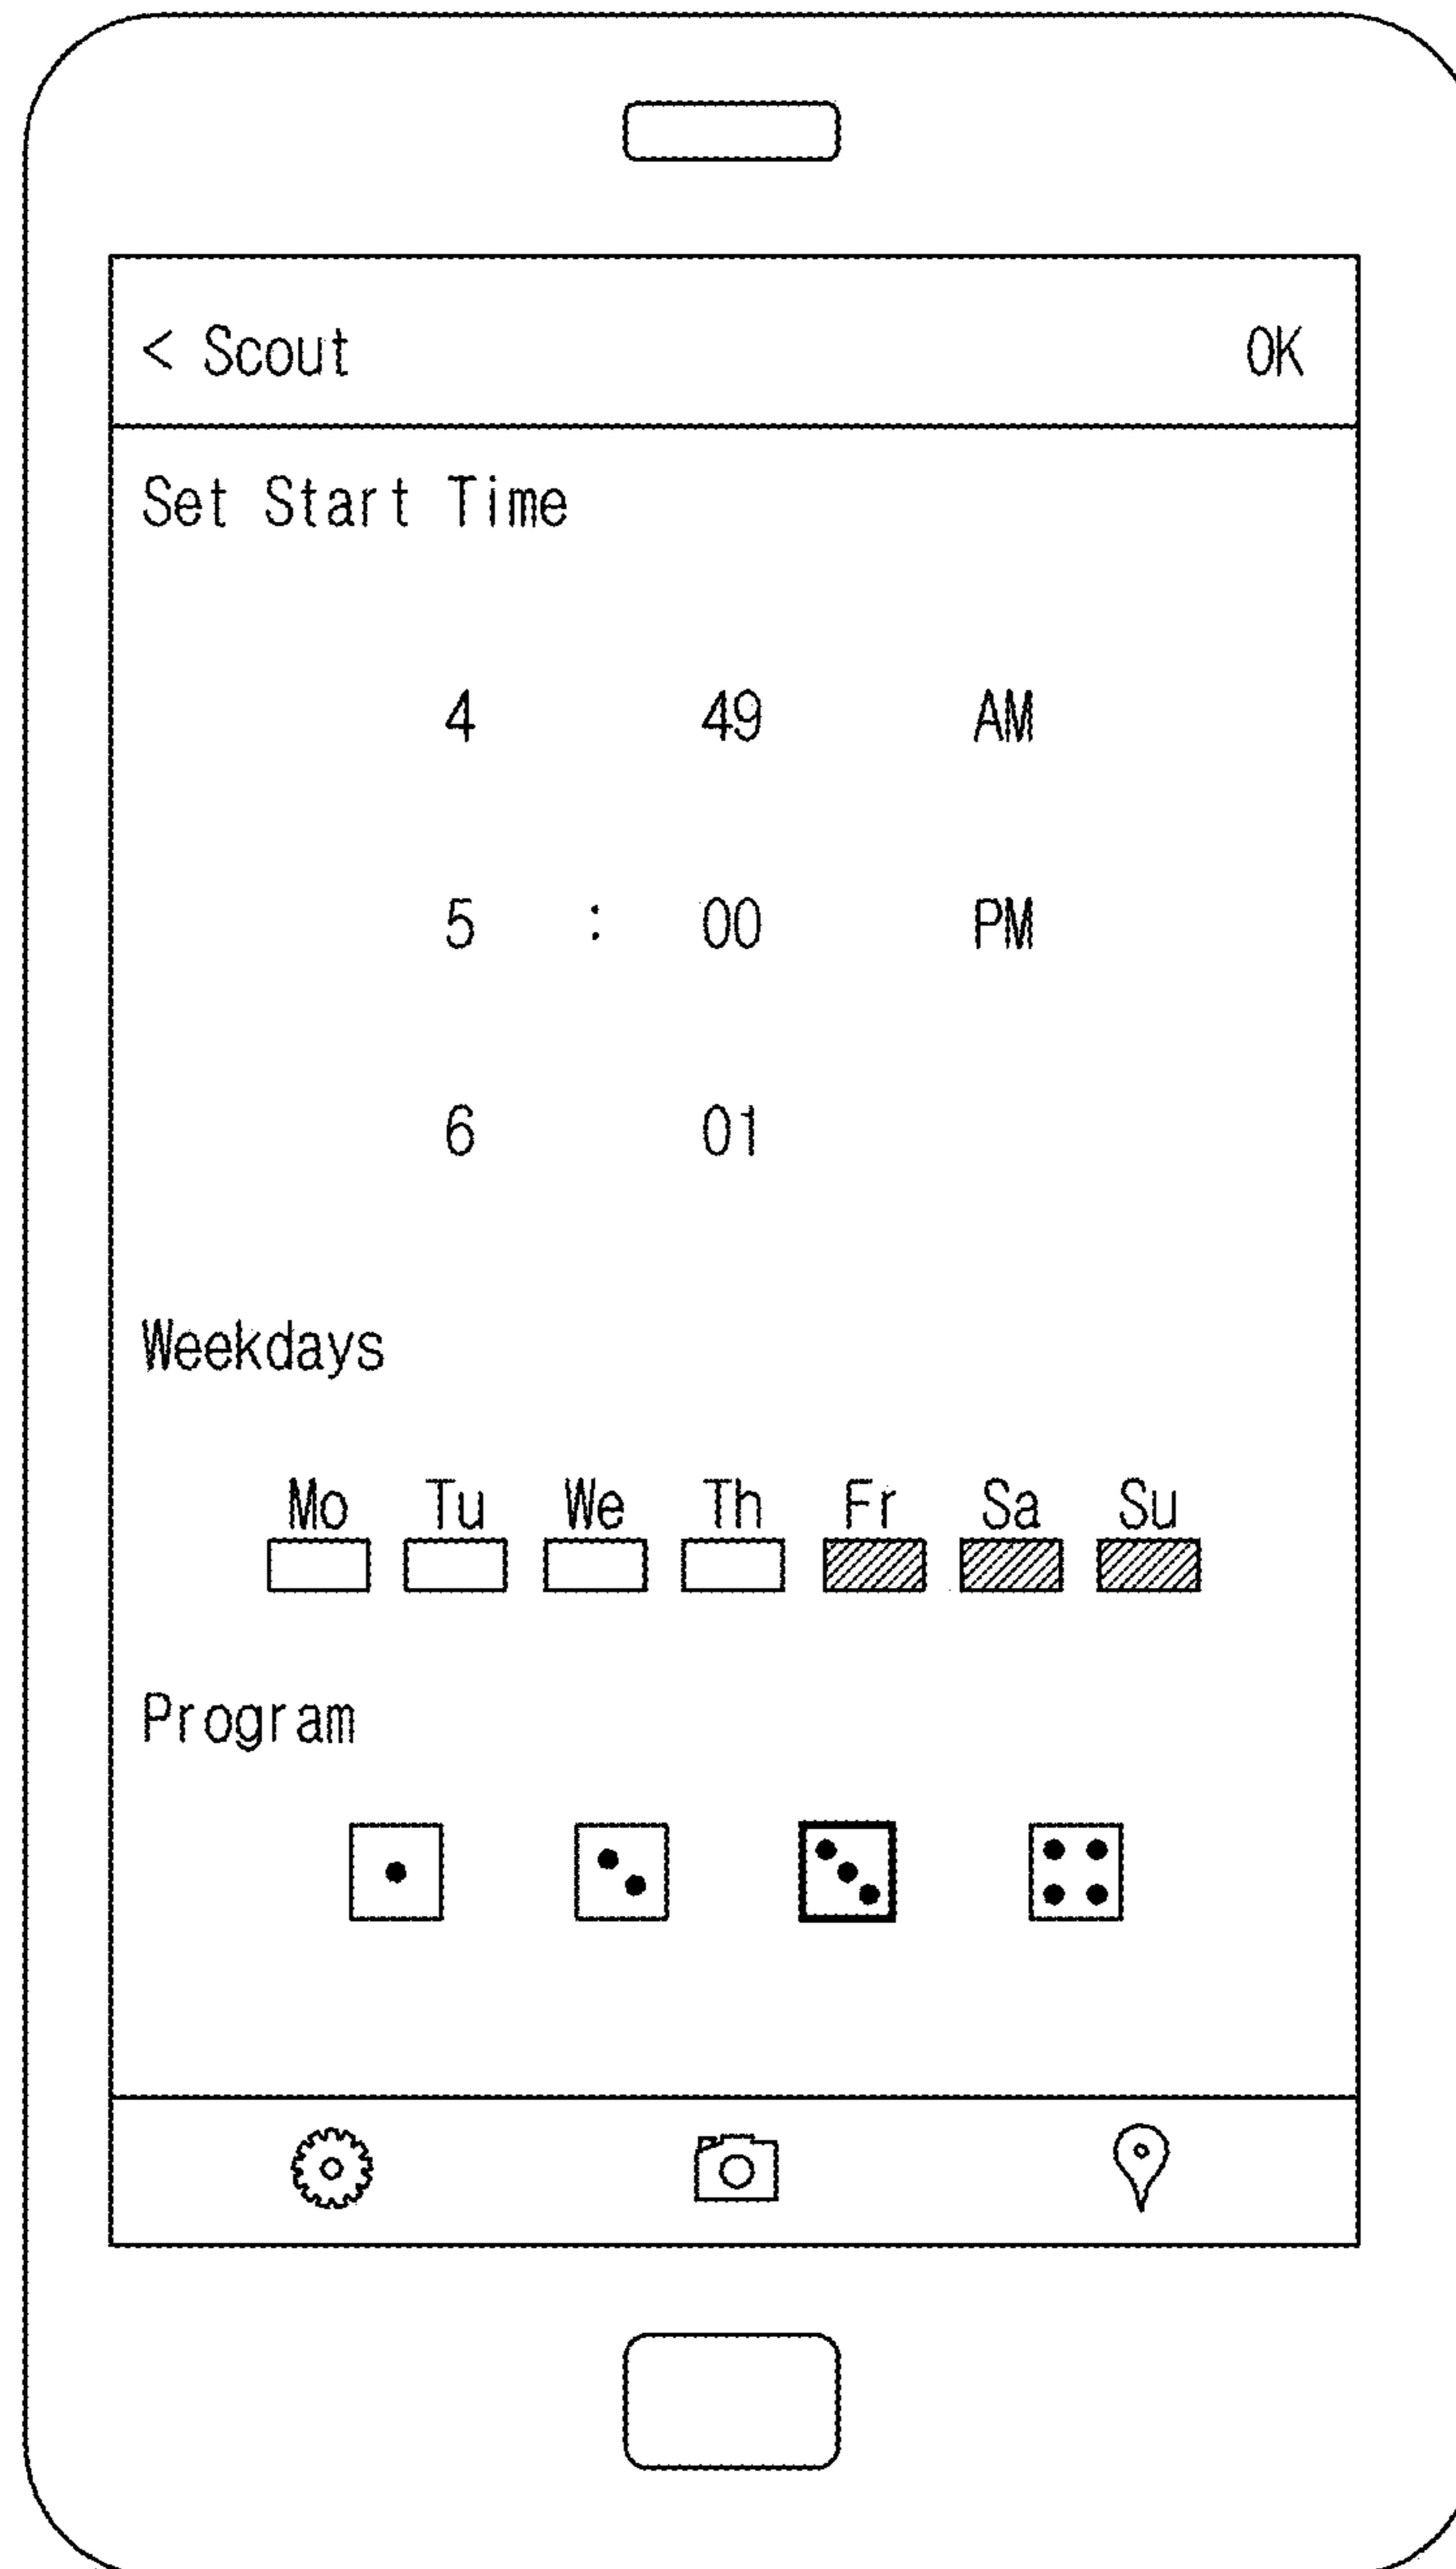 < Scout OK
Set Start Time
4 49 AM
5 : 00 PM
6 01
Weekdays
Mo Tu We Th Fr Sa Su
Program